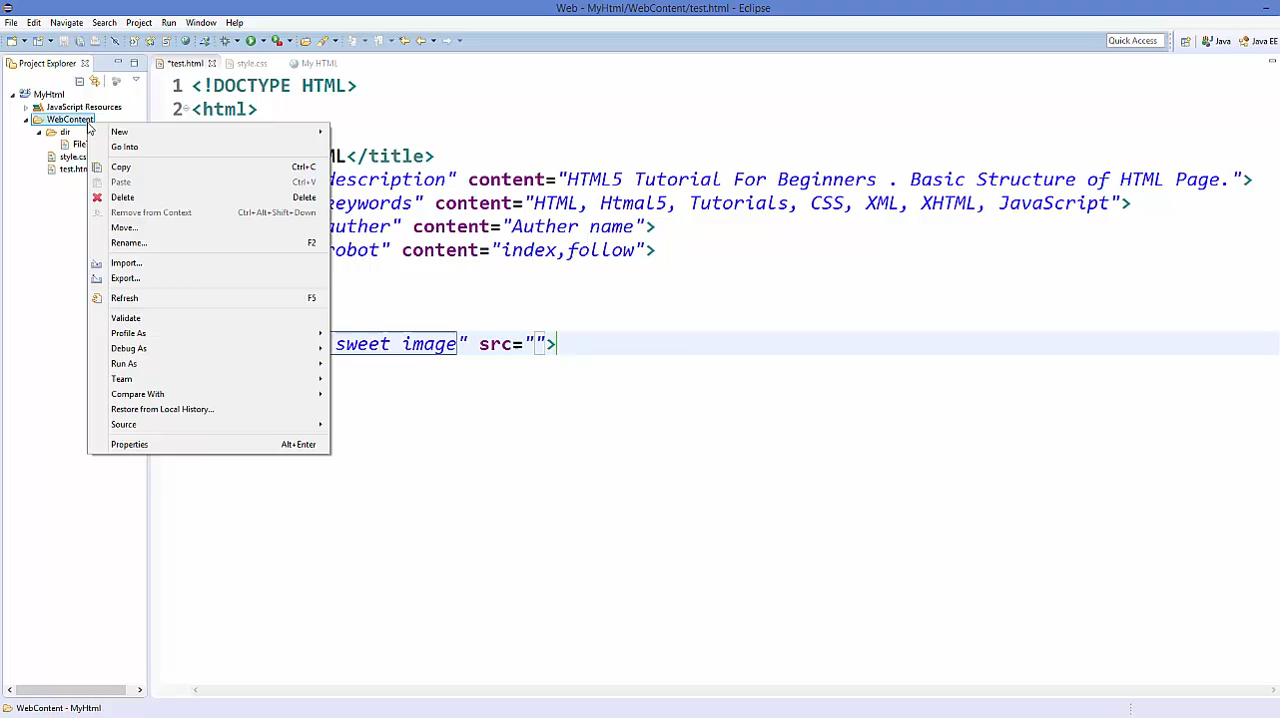 Web - MyHtml/WebContent/test.html - Eclipse
File Edit Navigate Search Project Run Window Help
Quick Access Java Java EE
Project Explorer
*test.html style.css My HTML
MyHtml
JavaScript Resources
WebContent
dir
style.cs
1 <!DOCTYPE HTML>
2 <html>
ML</title>
description" content="HTML5 Tutorial For Beginners . Basic Structure of HTML Page.">
keywords" content="HTML, Htmal5, Tutorials, CSS, XML, XHTML, JavaScript">
auther" content="Auther name">
robot" content="index,follow">
sweet image" src="">
New
Go Into
Copy Ctrl+C
Paste Ctrl+V
Delete Delete
Remove from Context Ctrl+Alt+Shift+Down
Move...
Rename... F2
Import...
Export...
Refresh F5
Validate
Profile As
Debug As
Run As
Team
Compare With
Restore from Local History...
Source
Properties Alt+Enter
WebContent - MyHtml